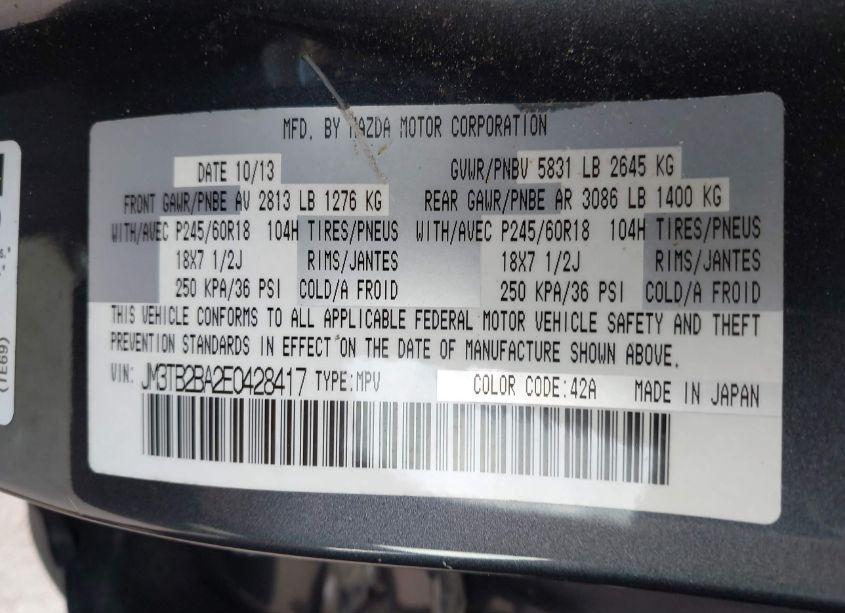 MFD. BY MAZDA MOTOR CORPORATION
DATE 10/13 GVWR/PNBV 5831 LB 2645 KG
FRONT GAWR/PNBE AV 2813 LB 1276 KG REAR GAWR/PNBE AR 3086 LB 1400 KG
WITH/AVEC P245/60R18 104H TIRES/PNEUS WITH/AVEC P245/60R18 104H TIRES/PNEUS
18X7 1/2J RIMS/JANTES 18X7 1/2J RIMS/JANTES
250 KPA/36 PSI COLD/A FROID 250 KPA/36 PSI COLD/A FROID
THIS VEHICLE CONFORMS TO ALL APPLICABLE FEDERAL MOTOR VEHICLE SAFETY AND THEFT
PREVENTION STANDARDS IN EFFECT ON THE DATE OF MANUFACTURE SHOWN ABOVE.
VIN: JM3TB2BA2E0428417 TYPE:MPV COLOR CODE:42A MADE IN JAPAN
(TE69)